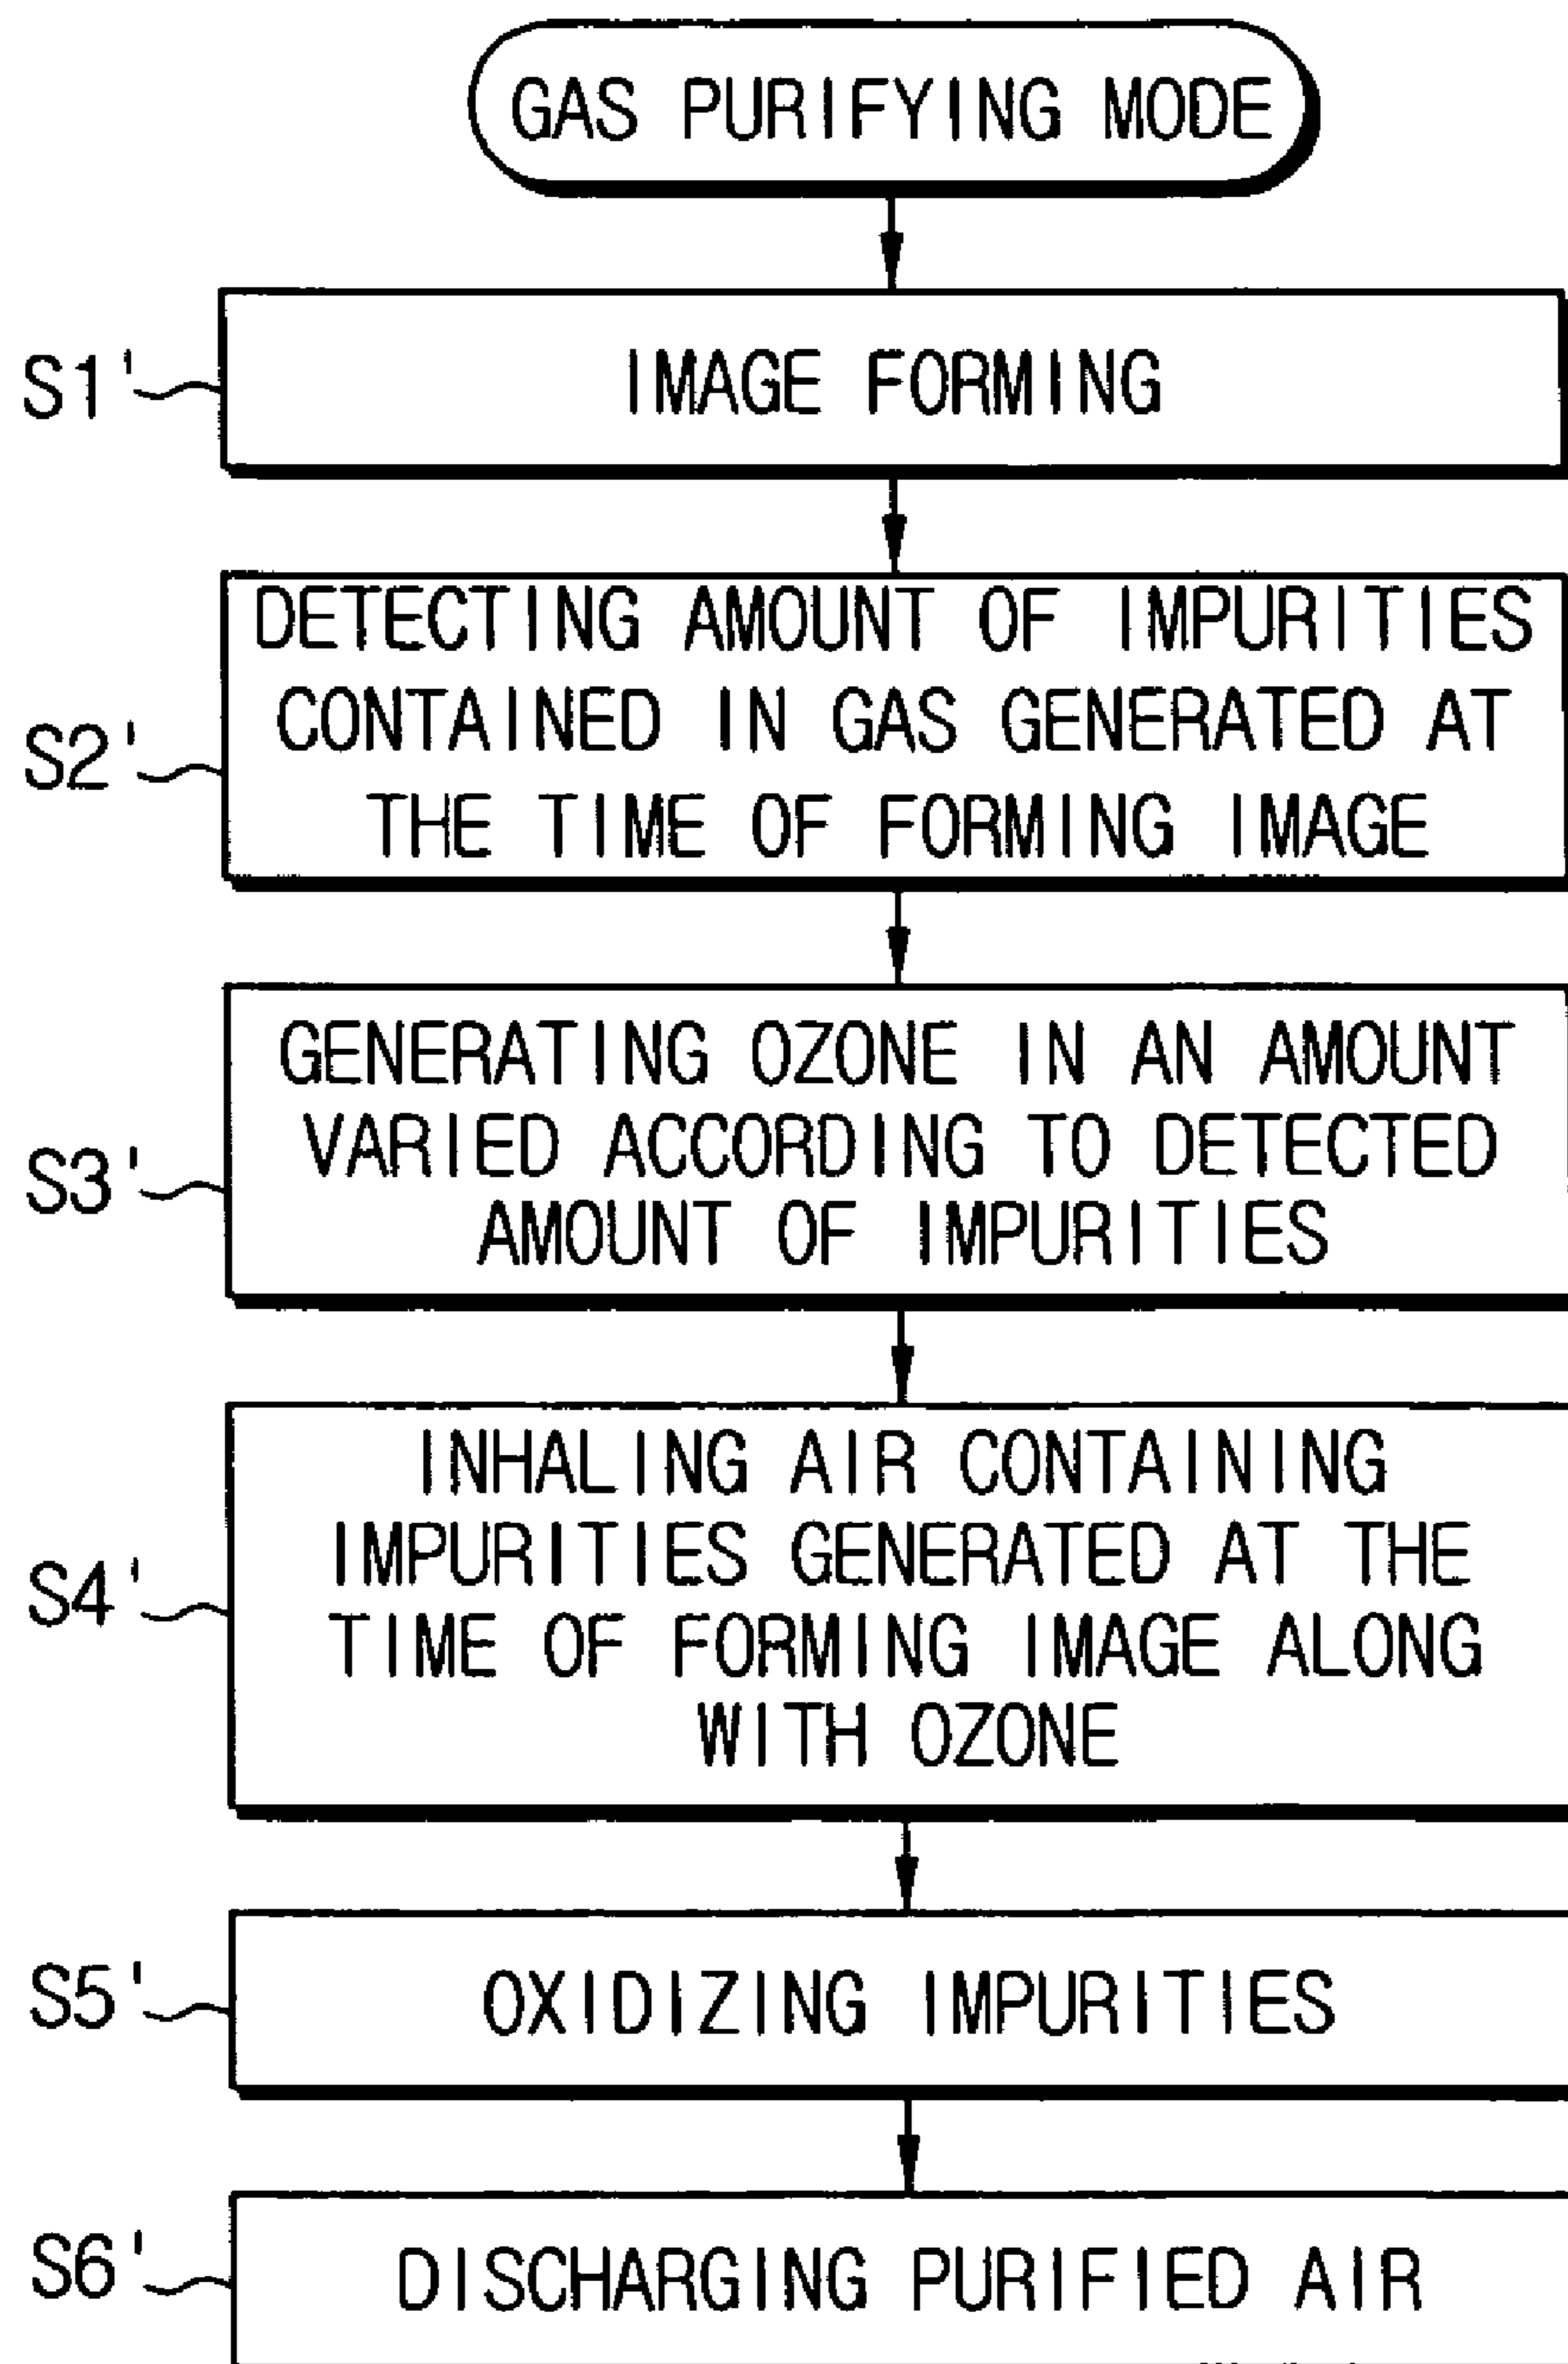 GAS PURIFYING MODE
S1'
IMAGE FORMING
S2'
DETECTING AMOUNT OF IMPURITIES
CONTAINED IN GAS GENERATED AT
THE TIME OF FORMING IMAGE
S3'
GENERATING OZONE IN AN AMOUNT
VARIED ACCORDING TO DETECTED
AMOUNT OF IMPURITIES
S4'
INHALING AIR CONTAINING
IMPURITIES GENERATED AT THE
TIME OF FORMING IMAGE ALONG
WITH OZONE
S5'
OXIDIZING IMPURITIES
S6'
DISCHARGING PURIFIED AIR